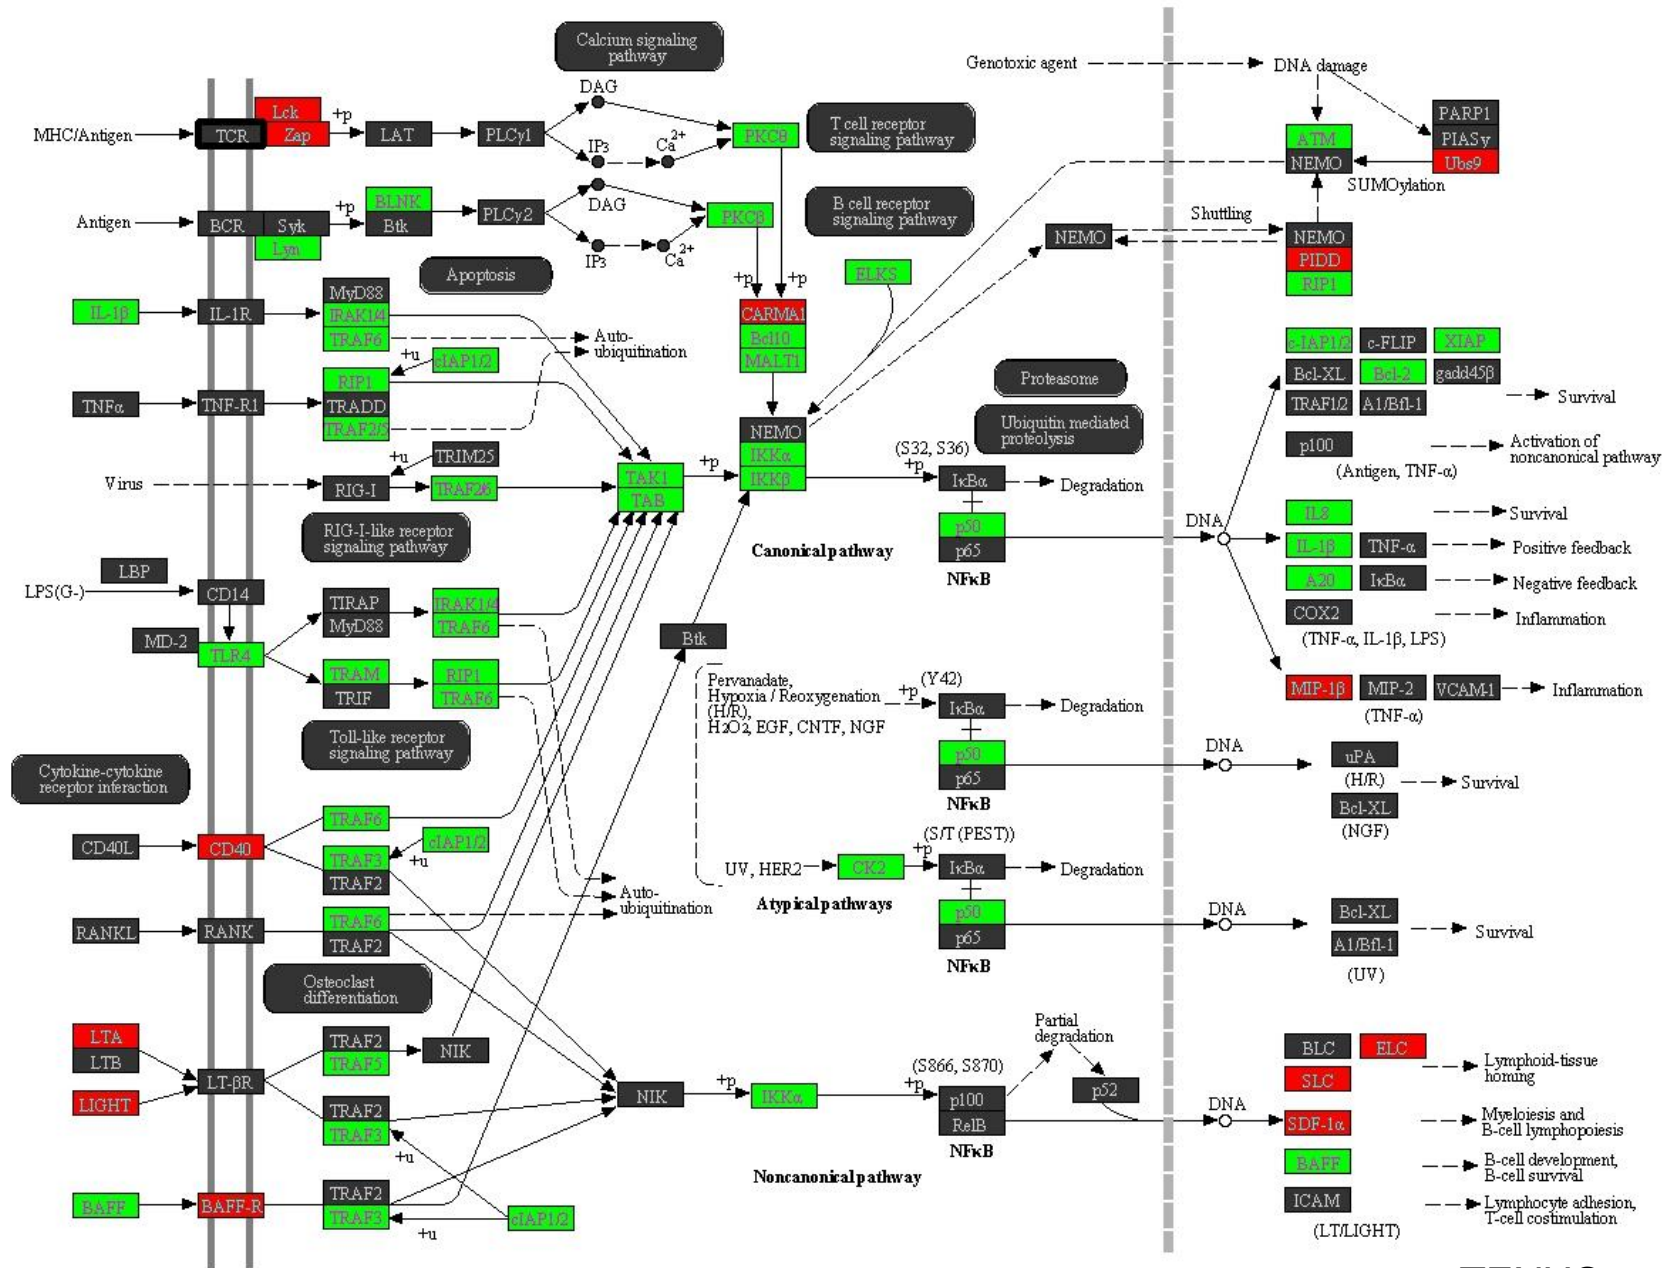 Calcium signaling
pathway
Genotoxic agent
DNA damage
MHC/Antigen
TCR
Lck
Zap
+p
LAT
PLCγ1
DAG
IP3
Ca2+
PKCθ
T cell receptor
signaling pathway
ATM
NEMO
PARP1
PIASγ
Ubs9
SUMOylation
Antigen
BCR
Syk
Lyn
+p
BLNK
Btk
PLCγ2
DAG
IP3
Ca2+
PKCβ
B cell receptor
signaling pathway
NEMO
Shuttling
NEMO
PIDD
RIP1
Apoptosis
ELKS
+p
+p
CARMA1
Bcl10
MALT1
IL-1β
IL-1R
MyD88
IRAK1/4
TRAF6
Auto-
ubiquitination
+u
cIAP1/2
TNFα
TNF-R1
RIP1
TRADD
TRAF2/5
Proteasome
Ubiquitin mediated
proteolysis
c-IAP1/2
c-FLIP
XIAP
Bcl-XL
Bcl-2
gadd45β
TRAF1/2
A1/Bfl-1
Survival
p100
(Antigen, TNF-α)
Activation of
noncanonical pathway
NEMO
IKKα
IKKβ
+u
TRIM25
Virus
RIG-I
TRAF2/6
TAK1
TAB
+p
(S32, S36)
+p
IκBα
Degradation
p50
p65
NFκB
Canonical pathway
DNA
IL8
Survival
IL-1β
TNF-α
Positive feedback
A20
IκBα
Negative feedback
COX2
Inflammation
(TNF-α, IL-1β, LPS)
RIG-I-like receptor
signaling pathway
LBP
LPS(G-)
CD14
MD-2
TLR4
TIRAP
MyD88
IRAK1/4
TRAF6
TRAM
TRIF
RIP1
TRAF6
Btk
MIP-1β
MIP-2
VCAM-1
Inflammation
(TNF-α)
Pervanadate,
Hypoxia / Reoxygenation
(H/R),
H2O2, EGF, CNTF, NGF
+p
(Y42)
IκBα
Degradation
p50
p65
NFκB
DNA
uPA
(H/R)
Bcl-XL
(NGF)
Survival
Toll-like receptor
signaling pathway
Cytokine-cytokine
receptor interaction
CD40L
CD40
TRAF6
TRAF3
TRAF2
cIAP1/2
+u
UV, HER2
CK2
+p
(S/T (PEST))
IκBα
Degradation
Auto-
ubiquitination
Atypical pathways
p50
p65
NFκB
DNA
Bcl-XL
A1/Bfl-1
(UV)
Survival
RANKL
RANK
TRAF6
TRAF2
Osteoclast
differentiation
LTA
LTB
LIGHT
LT-βR
TRAF2
TRAF5
NIK
TRAF2
TRAF3
+u
NIK
+p
IKKα
+p
(S866, S870)
p100
RelB
NFκB
Partial
degradation
p52
DNA
Noncanonical pathway
BLC
ELC
SLC
Lymphoid-tissue
homing
SDF-1α
Myeloiesis and
B-cell lymphopoiesis
BAFF
B-cell development,
B-cell survival
ICAM
(LT/LIGHT)
Lymphocyte adhesion,
T-cell costimulation
BAFF
BAFF-R
TRAF2
TRAF3
+u
cIAP1/2